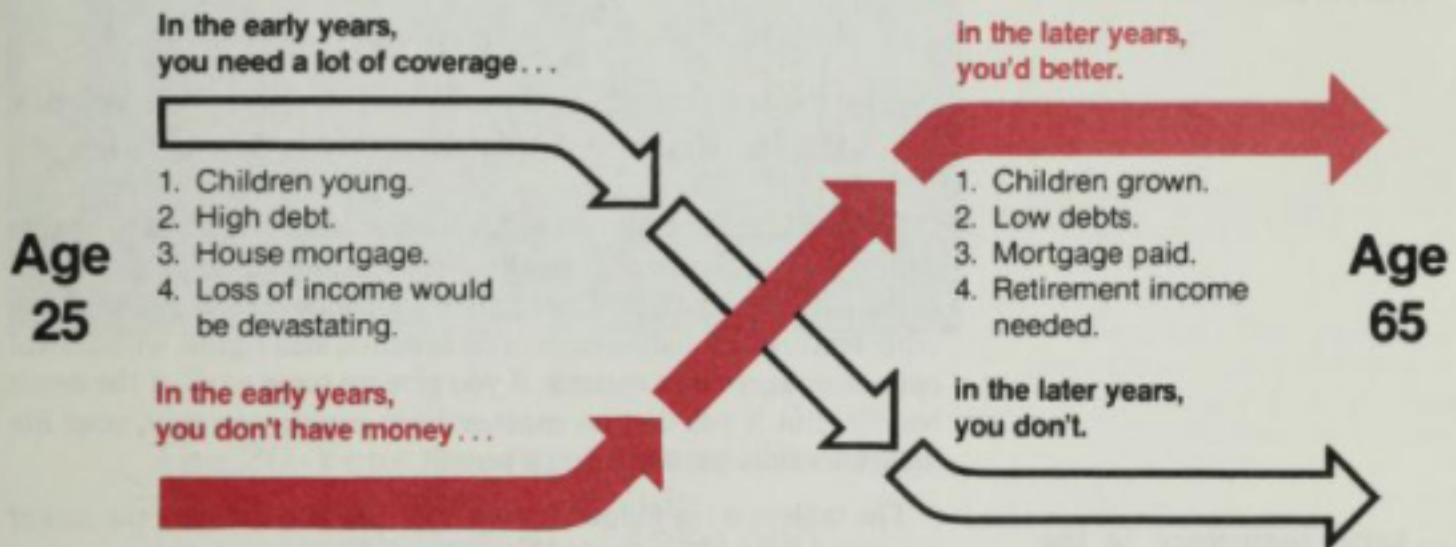 In the early years,
you need a lot of coverage...
1. Children young.
2. High debt.
3. House mortgage.
4. Loss of income would
be devastating.
Age
25
In the early years,
you don't have money...
in the later years,
you'd better.
1. Children grown.
2. Low debts.
3. Mortgage paid.
4. Retirement income
needed.
Age
65
in the later years,
you don't.